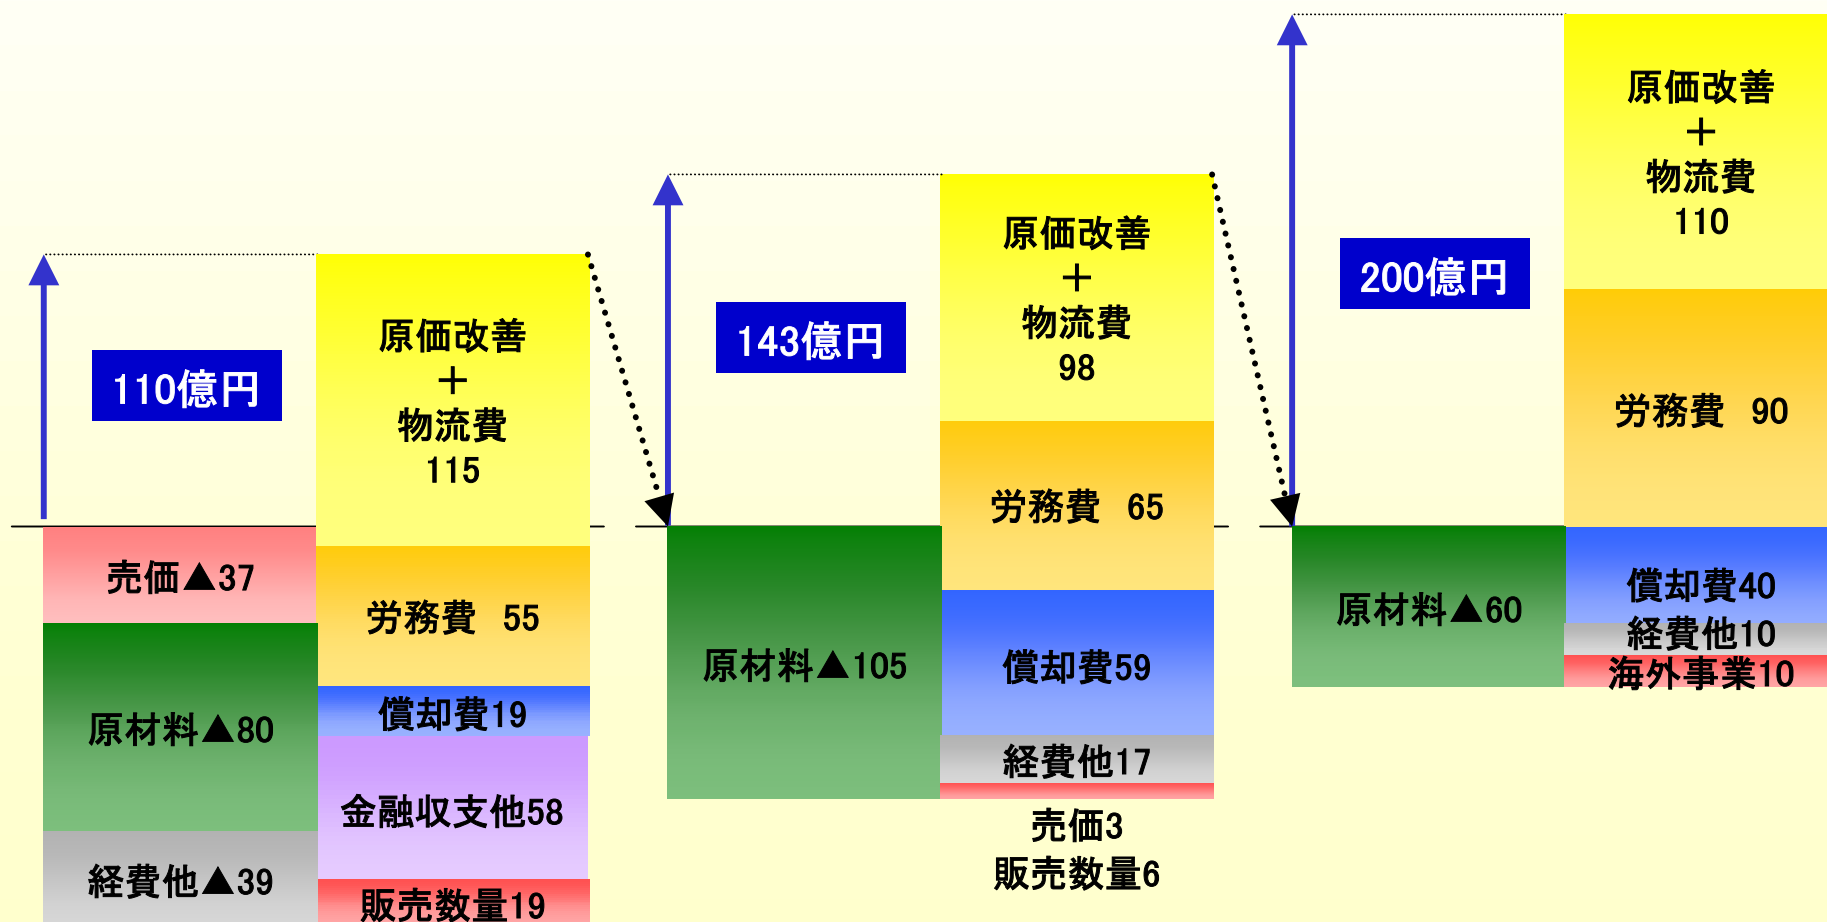 110億円
原価改善
＋
物流費
115
売価▲37
労務費 55
原材料▲80
償却費19
金融収支他58
経費他▲39
販売数量19
143億円
原価改善
＋
物流費
98
労務費 65
原材料▲105
償却費59
経費他17
売価3
販売数量6
200億円
原価改善
＋
物流費
110
労務費 90
原材料▲60
償却費40
経費他10
海外事業10